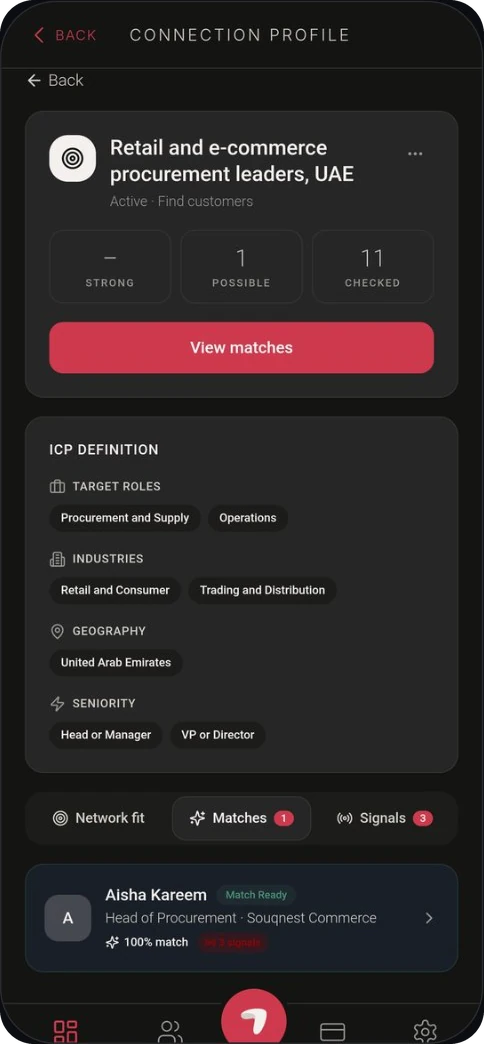 BACK
CONNECTION PROFILE
Back
Retail and e-commerce
procurement leaders, UAE
Active · Find customers
–
STRONG
1
POSSIBLE
11
CHECKED
View matches
ICP DEFINITION
TARGET ROLES
Procurement and Supply
Operations
INDUSTRIES
Retail and Consumer
Trading and Distribution
GEOGRAPHY
United Arab Emirates
SENIORITY
Head or Manager
VP or Director
Network fit
Matches 1
Signals 3
A
Aisha Kareem
Match Ready
Head of Procurement · Souqnest Commerce
100% match
3 signals